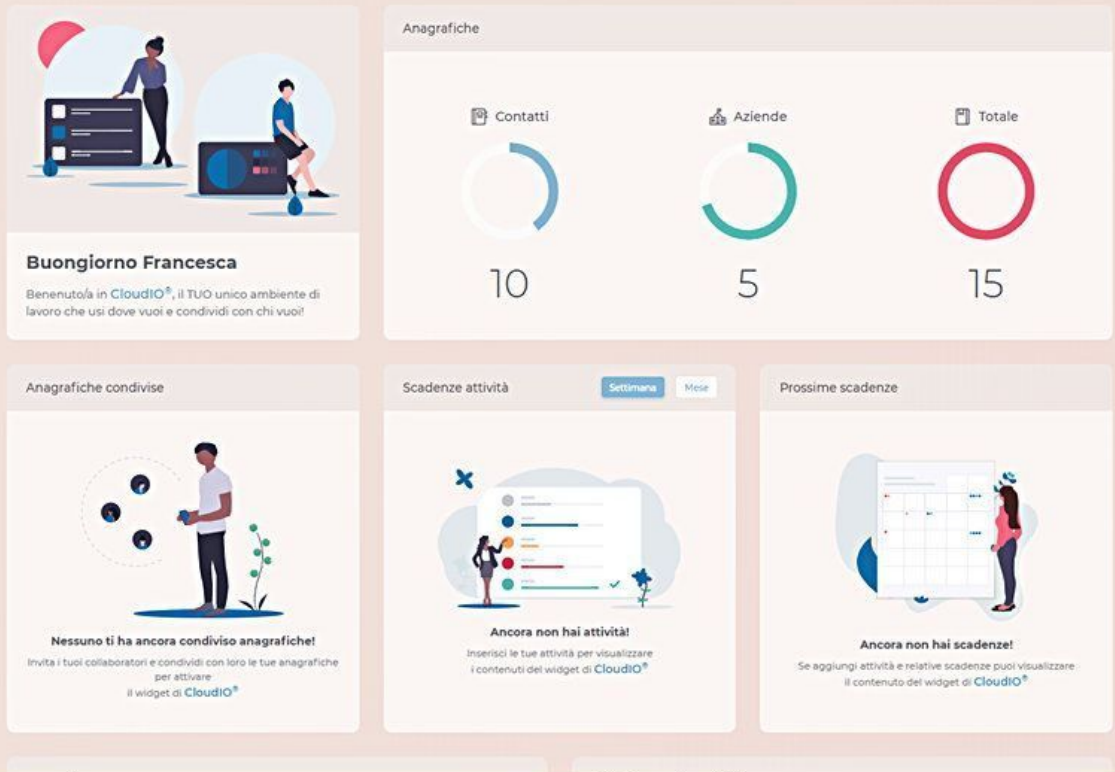 Buongiorno Francesca
Benenuto/a in CloudIO®, il TUO unico ambiente di
lavoro che usi dove vuoi e condividi con chi vuoi!
Anagrafiche
Contatti
10
Aziende
5
Totale
15
Anagrafiche condivise
Nessuno ti ha ancora condiviso anagrafiche!
Invita i tuoi collaboratori e condividi con loro le tue anagrafiche
per attivare
il widget di CloudIO®
Scadenze attività
Settimana
Mese
Ancora non hai attività!
Inserisci le tue attività per visualizzare
i contenuti del widget di CloudIO®
Prossime scadenze
Ancora non hai scadenze!
Se aggiungi attività e relative scadenze puoi visualizzare
il contenuto del widget di CloudIO®